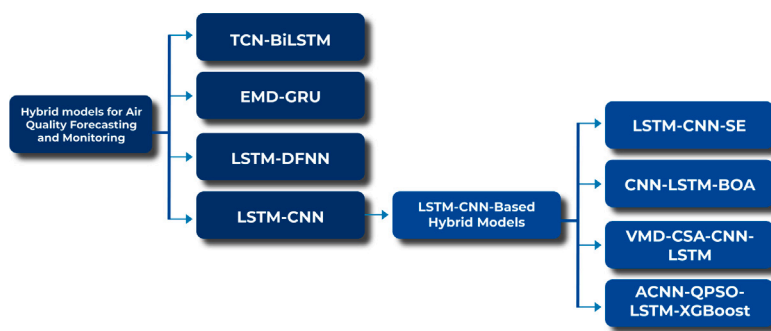 Hybrid models for Air
Quality Forecasting
and Monitoring
TCN-BiLSTM
EMD-GRU
LSTM-DFNN
LSTM-CNN
LSTM-CNN-Based
Hybrid Models
LSTM-CNN-SE
CNN-LSTM-BOA
VMD-CSA-CNN-
LSTM
ACNN-QPSO-
LSTM-XGBoost